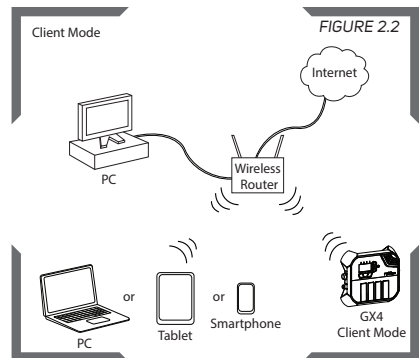 Client Mode
FIGURE 2.2
Internet
PC
Wireless
Router
PC
or
Tablet
or
Smartphone
GX4
Client Mode